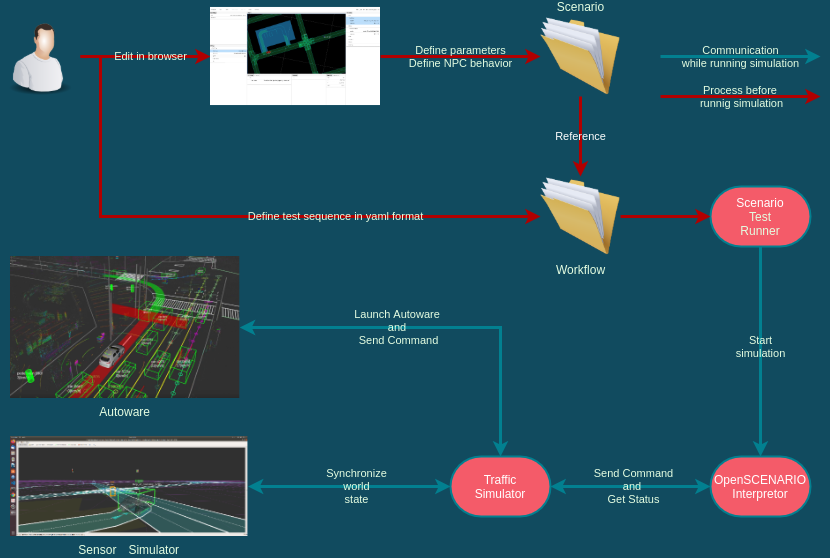 Scenario
Edit in browser
Define parameters
Define NPC behavior
Communication
while running simulation
Process before
runnig simulation
Reference
Define test sequence in yaml format
Scenario
Test
Runner
Workflow
Launch Autoware
and
Send Command
Start
simulation
Autoware
Synchronize
world
state
Traffic
Simulator
Send Command
and
Get Status
OpenSCENARIO
Interpretor
Sensor Simulator